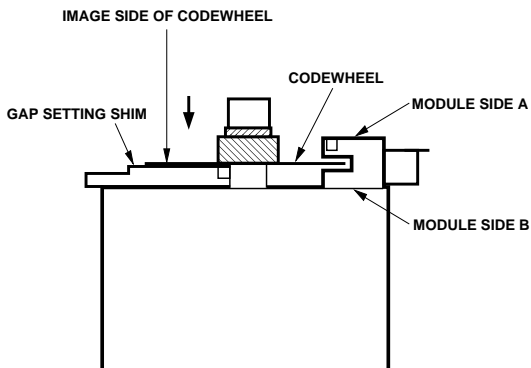 IMAGE SIDE OF CODEWHEEL
CODEWHEEL
GAP SETTING SHIM
MODULE SIDE A
MODULE SIDE B